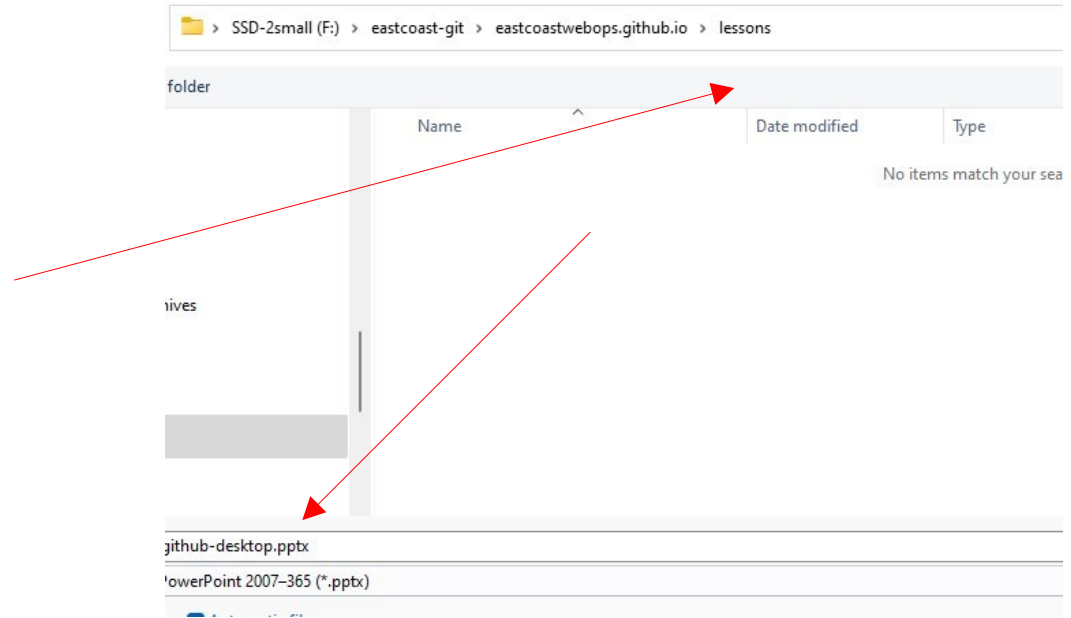 SSD-2small (F:) > eastcoast-git > eastcoastwebops.github.io > lessons
folder
Name Date modified Type
No items match your sea
ives
github-desktop.pptx
PowerPoint 2007–365 (*.pptx)